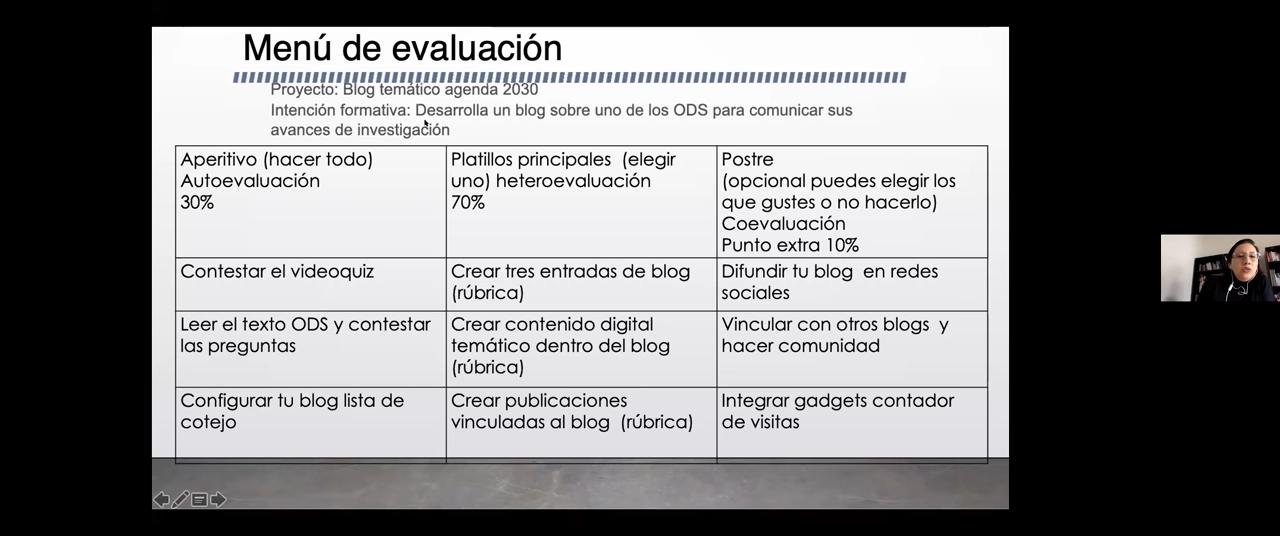 Menú de evaluación
Proyecto: Blog temático agenda 2030
Intención formativa: Desarrolla un blog sobre uno de los ODS para comunicar sus
avances de investigación
Aperitivo (hacer todo)
Autoevaluación
30%
Platillos principales (elegir
uno) heteroevaluación
70%
Postre
(opcional puedes elegir los
que gustes o no hacerlo)
Coevaluación
Punto extra 10%
Contestar el videoquiz
Crear tres entradas de blog
(rúbrica)
Difundir tu blog en redes
sociales
Leer el texto ODS y contestar
las preguntas
Crear contenido digital
temático dentro del blog
(rúbrica)
Vincular con otros blogs y
hacer comunidad
Configurar tu blog lista de
cotejo
Crear publicaciones
vinculadas al blog (rúbrica)
Integrar gadgets contador
de visitas